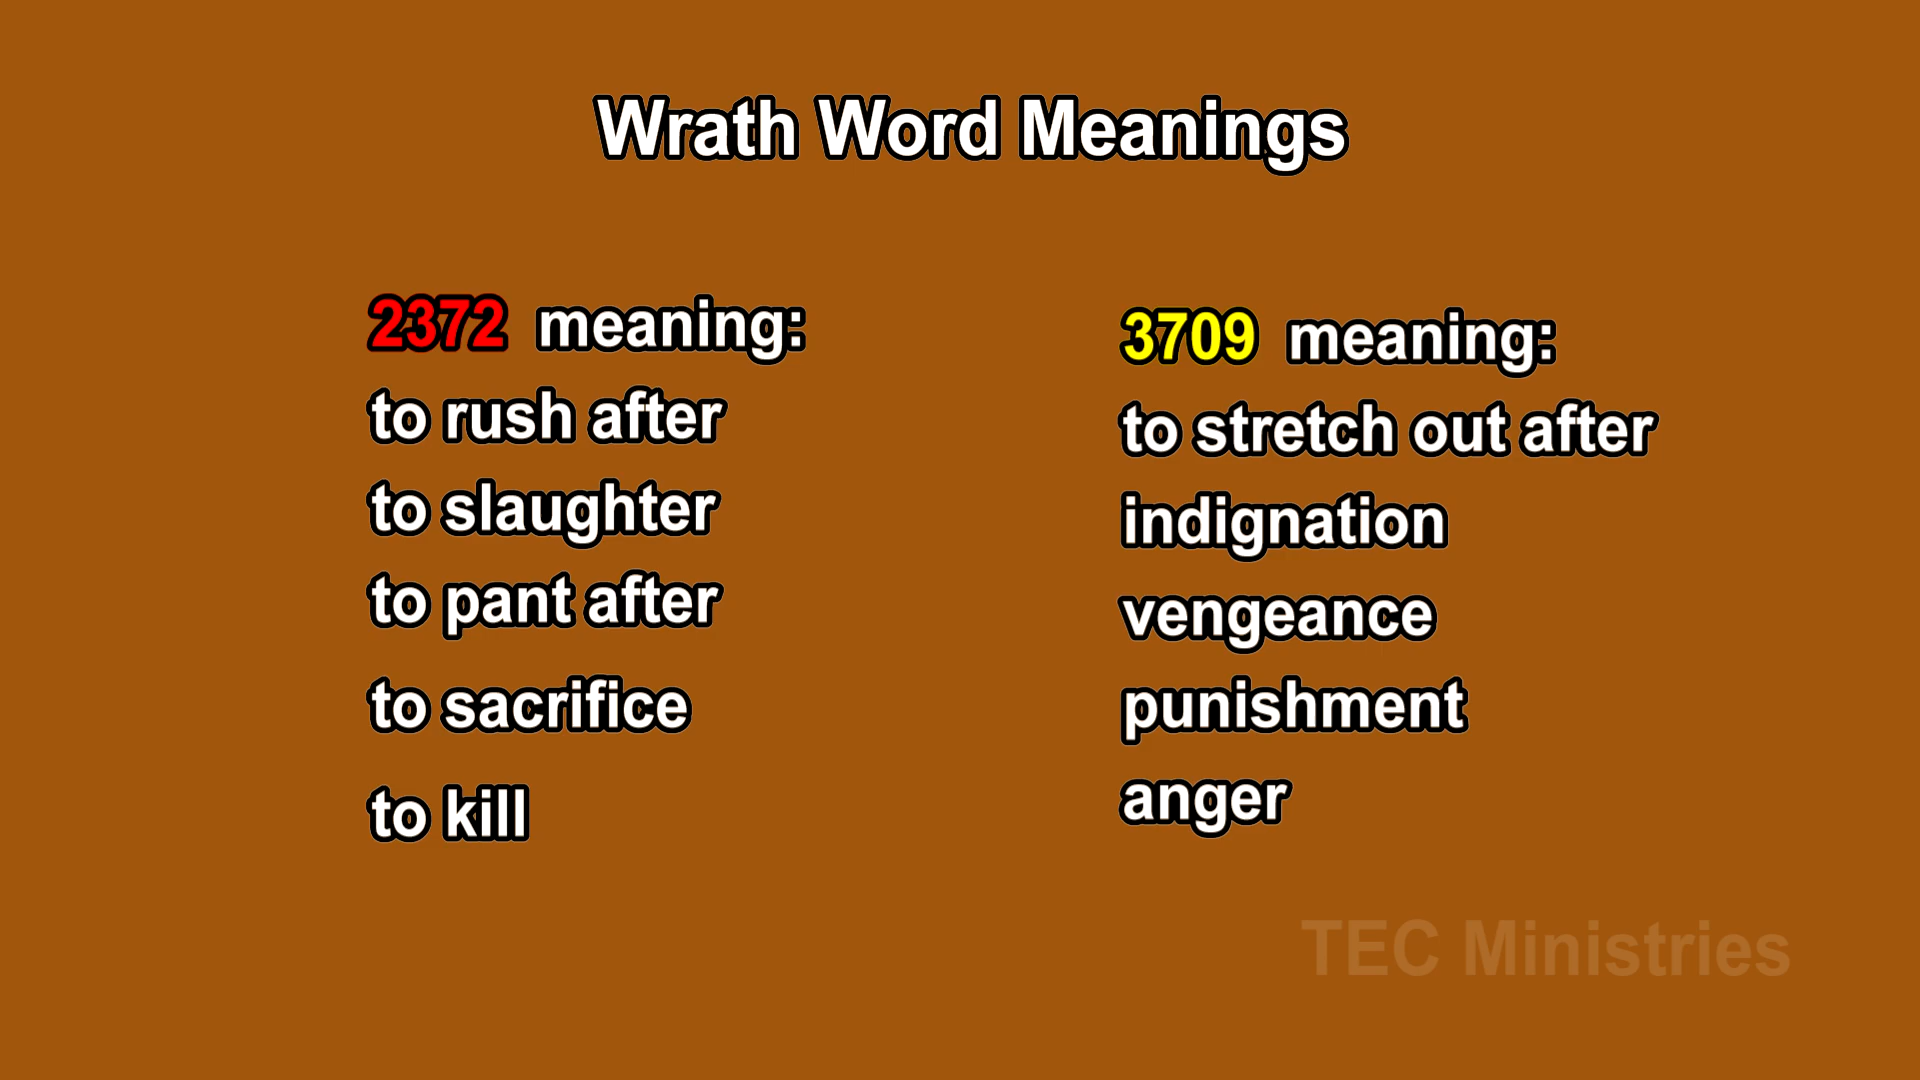 Wrath Word Meanings
2372 meaning:
to rush after
to slaughter
to pant after
to sacrifice
to kill
3709 meaning:
to stretch out after
indignation
vengeance
punishment
anger
TEC Ministries